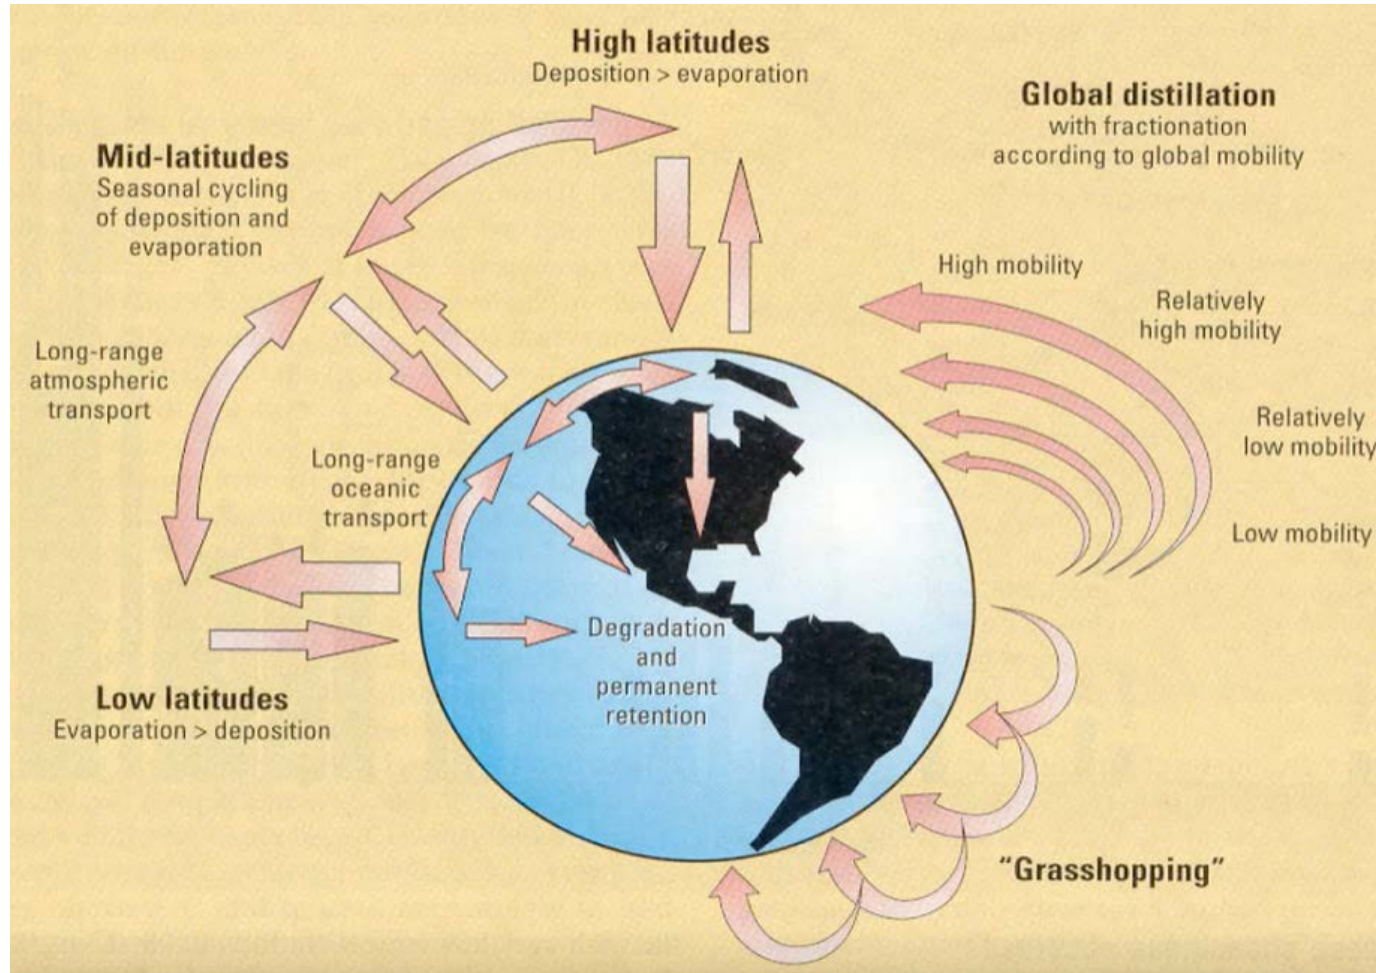 High latitudes
Deposition > evaporation
Global distillation
with fractionation
according to global mobility
Mid-latitudes
Seasonal cycling
of deposition and
evaporation
High mobility
Relatively
high mobility
Long-range
atmospheric
transport
Relatively
low mobility
Long-range
oceanic
transport
Low mobility
Degradation
and
permanent
retention
Low latitudes
Evaporation > deposition
"Grasshopping"